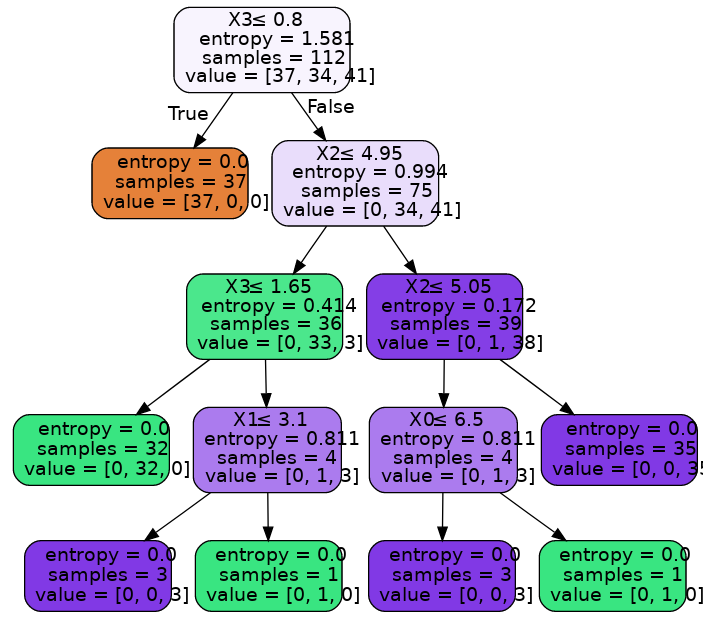 X3≤ 0.8
entropy = 1.581
samples = 112
value = [37, 34, 41]
True
False
entropy = 0.0
samples = 37
value = [37, 0, 0]
X2≤ 4.95
entropy = 0.994
samples = 75
value = [0, 34, 41]
X3≤ 1.65
entropy = 0.414
samples = 36
value = [0, 33, 3]
X2≤ 5.05
entropy = 0.172
samples = 39
value = [0, 1, 38]
entropy = 0.0
samples = 32
value = [0, 32, 0]
X1≤ 3.1
entropy = 0.811
samples = 4
value = [0, 1, 3]
X0≤ 6.5
entropy = 0.811
samples = 4
value = [0, 1, 3]
entropy = 0.0
samples = 35
value = [0, 0, 35
entropy = 0.0
samples = 3
value = [0, 0, 3]
entropy = 0.0
samples = 1
value = [0, 1, 0]
entropy = 0.0
samples = 3
value = [0, 0, 3]
entropy = 0.0
samples = 1
value = [0, 1, 0]